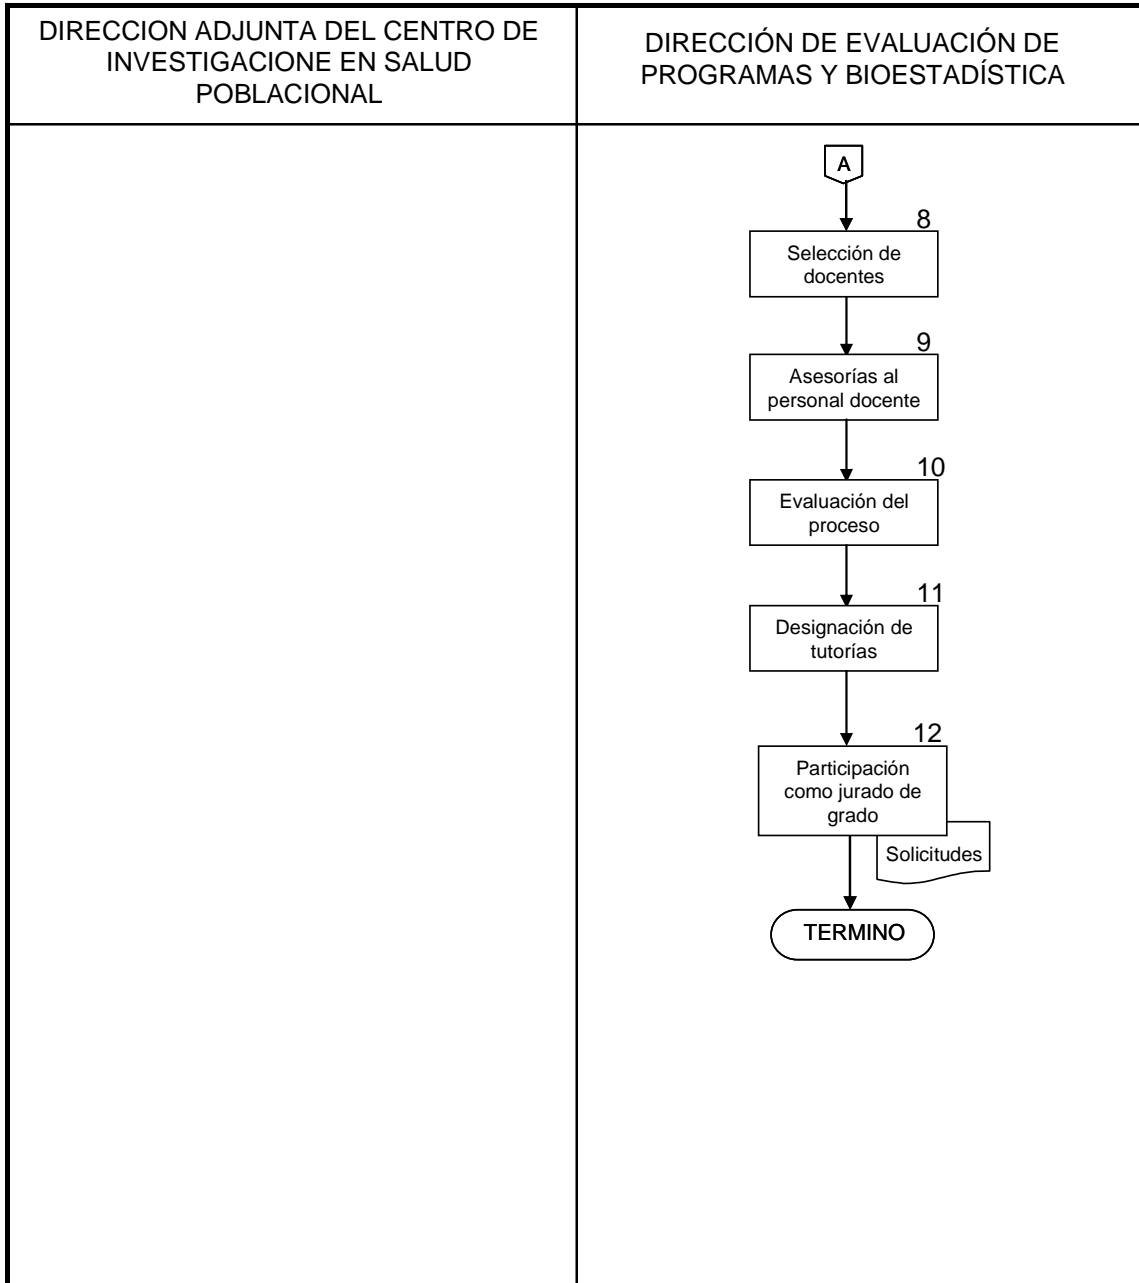 DIRECCION ADJUNTA DEL CENTRO DE
INVESTIGACIONE EN SALUD
POBLACIONAL
DIRECCIÓN DE EVALUACIÓN DE
PROGRAMAS Y BIOESTADÍSTICA
A
8
Selección de
docentes
9
Asesorías al
personal docente
10
Evaluación del
proceso
11
Designación de
tutorías
12
Participación
como jurado de
grado
Solicitudes
TERMINO